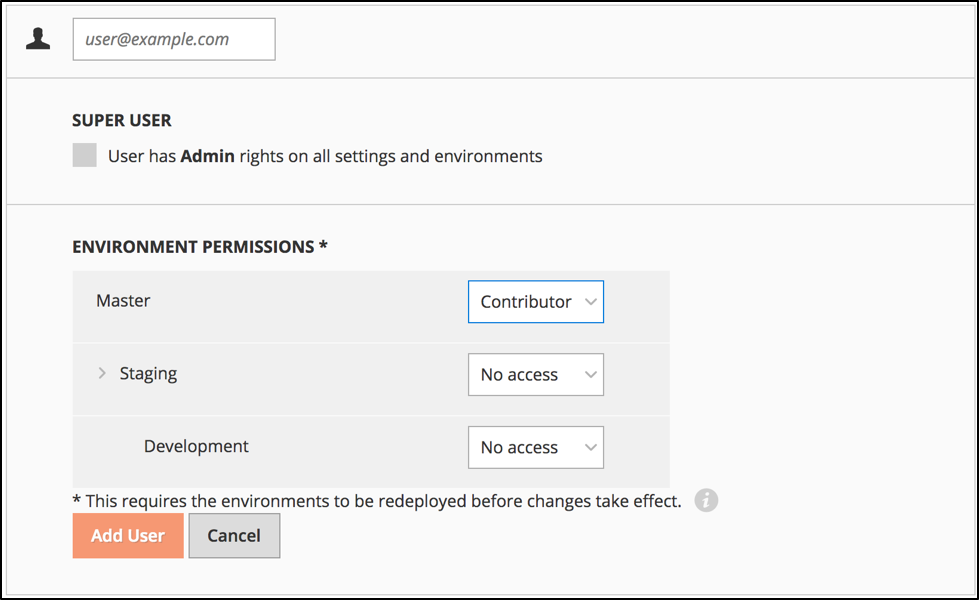 user@example.com
SUPER USER
User has Admin rights on all settings and environments
ENVIRONMENT PERMISSIONS *
Master Contributor
Staging No access
Development No access
* This requires the environments to be redeployed before changes take effect. i
Add User Cancel